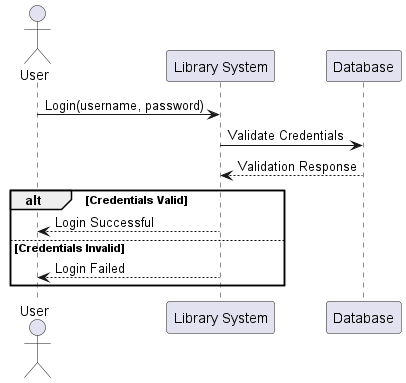 User
Library System
Database
Login(username, password)
Validate Credentials
Validation Response
alt
[Credentials Valid]
Login Successful
[Credentials Invalid]
Login Failed
User
Library System
Database